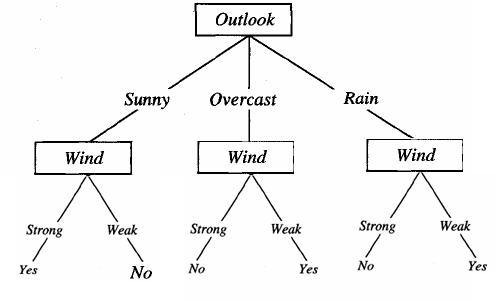 Outlook
Sunny Overcast Rain
Wind Wind Wind
Strong Weak Strong Weak Strong Weak
Yes No No Yes No Yes